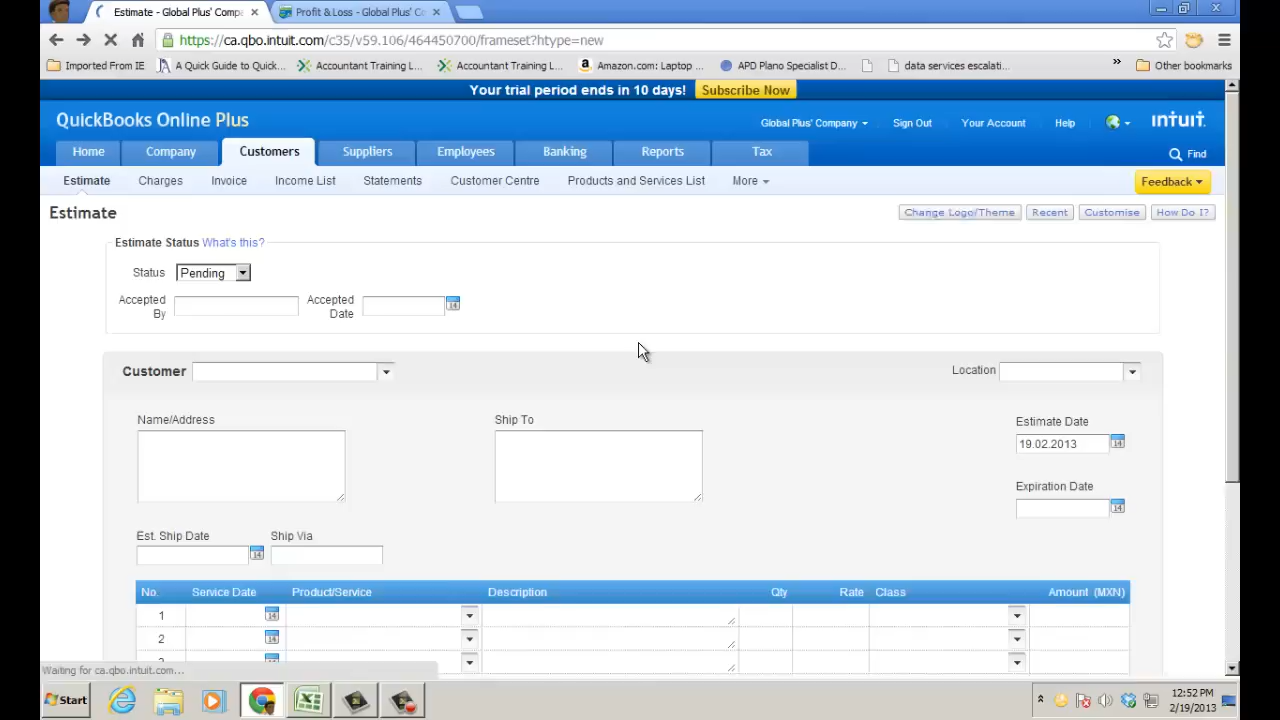 Estimate - Global Plus' Comp
Profit & Loss - Global Plus' Co
https://ca.qbo.intuit.com/c35/v59.106/464450700/frameset?htype=new
Imported From IE
A Quick Guide to Quick...
Accountant Training L...
Accountant Training L...
Amazon.com: Laptop ...
APD Plano Specialist D...
data services escalati...
»
Other bookmarks
Your trial period ends in 10 days! Subscribe Now
QuickBooks Online Plus
Global Plus' Company
Sign Out
Your Account
Help
intuit.
Home
Company
Customers
Suppliers
Employees
Banking
Reports
Tax
Find
Estimate
Charges
Invoice
Income List
Statements
Customer Centre
Products and Services List
More
Feedback
Estimate
Change Logo/Theme
Recent
Customise
How Do I?
Estimate Status What's this?
Status Pending
Accepted By
Accepted Date
14
Customer
Location
Name/Address
Ship To
Estimate Date
19.02.2013
14
Expiration Date
14
Est. Ship Date
14
Ship Via
No. Service Date Product/Service Description Qty Rate Class Amount (MXN)
1 14
2 14
Waiting for ca.qbo.intuit.com...
Start
12:52 PM
2/19/2013